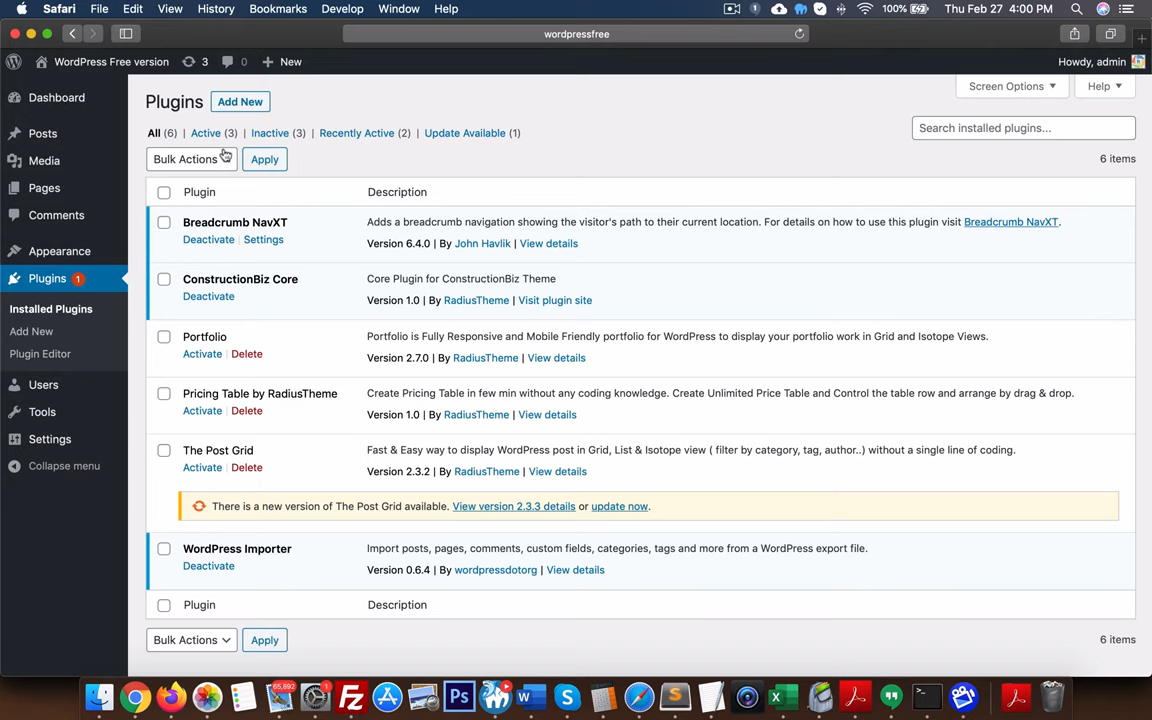 Safari File Edit View History Bookmarks Develop Window Help 1 100% Thu Feb 27 4:00 PM
wordpressfree
WordPress Free version 3 0 New Howdy, admin
Dashboard
Posts
Media
Pages
Comments
Appearance
Plugins 1
Installed Plugins
Add New
Plugin Editor
Users
Tools
Settings
Collapse menu
Screen Options Help
Plugins Add New
All (6) | Active (3) | Inactive (3) | Recently Active (2) | Update Available (1)
Search installed plugins...
Bulk Actions Apply 6 items
Plugin Description
Breadcrumb NavXT Adds a breadcrumb navigation showing the visitor's path to their current location. For details on how to use this plugin visit Breadcrumb NavXT.
Deactivate | Settings Version 6.4.0 | By John Havlik | View details
ConstructionBiz Core Core Plugin for ConstructionBiz Theme
Deactivate Version 1.0 | By RadiusTheme | Visit plugin site
Portfolio Portfolio is Fully Responsive and Mobile Friendly portfolio for WordPress to display your portfolio work in Grid and Isotope Views.
Activate | Delete Version 2.7.0 | By RadiusTheme | View details
Pricing Table by RadiusTheme Create Pricing Table in few min without any coding knowledge. Create Unlimited Price Table and Control the table row and arrange by drag & drop.
Activate | Delete Version 1.0 | By RadiusTheme | View details
The Post Grid Fast & Easy way to display WordPress post in Grid, List & Isotope view ( filter by category, tag, author..) without a single line of coding.
Activate | Delete Version 2.3.2 | By RadiusTheme | View details
There is a new version of The Post Grid available. View version 2.3.3 details or update now.
WordPress Importer Import posts, pages, comments, custom fields, categories, tags and more from a WordPress export file.
Deactivate Version 0.6.4 | By wordpressdotorg | View details
Plugin Description
Bulk Actions Apply 6 items
65,892 1 Fz Ps W S X